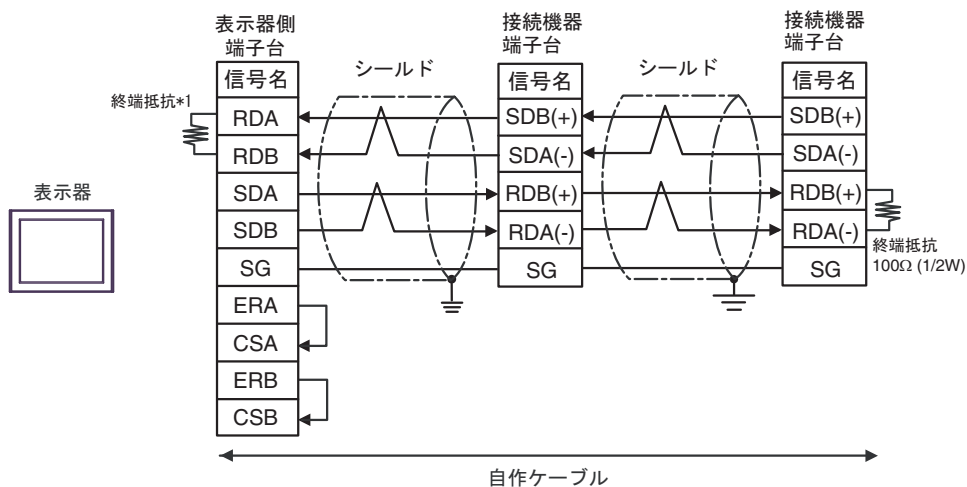 表示器側
端子台
接続機器
端子台
接続機器
端子台
シールド
シールド
信号名
信号名
信号名
終端抵抗*1
RDA
SDB(+)
SDB(+)
RDB
SDA(-)
SDA(-)
表示器
SDA
RDB(+)
RDB(+)
SDB
RDA(-)
RDA(-)
終端抵抗
100Ω (1/2W)
SG
SG
SG
ERA
CSA
ERB
CSB
自作ケーブル